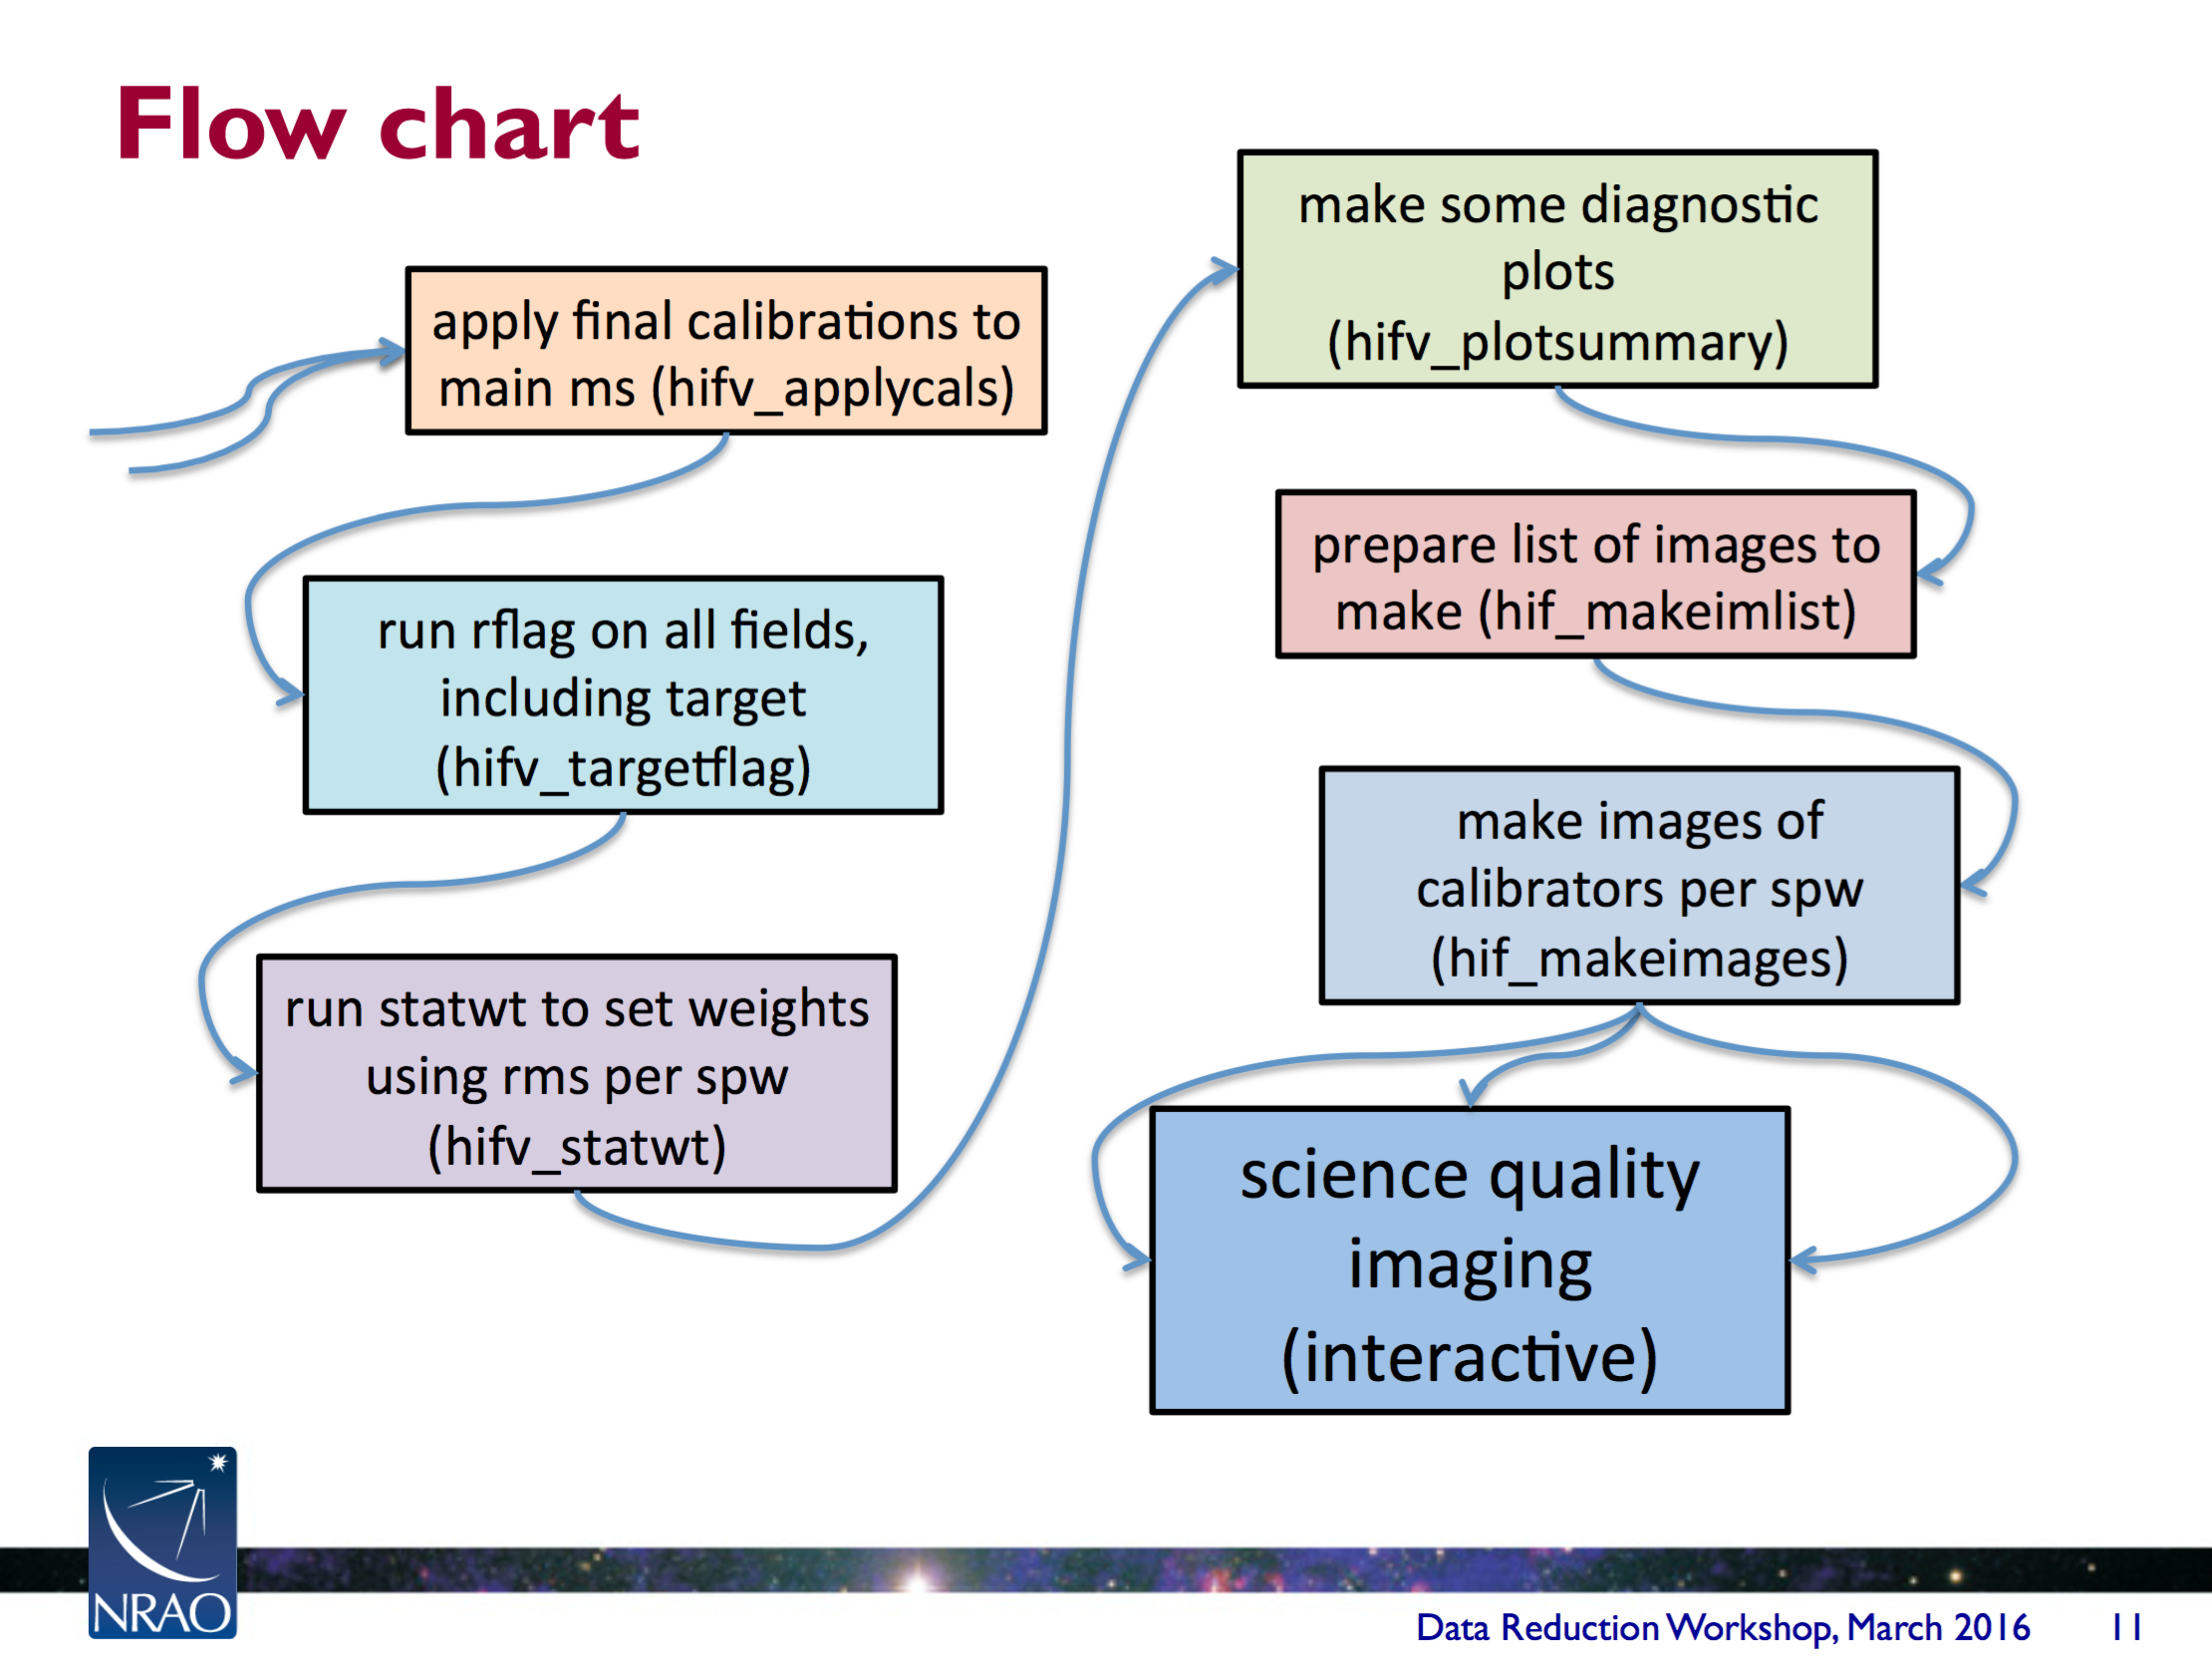 Flow chart
apply final calibrations to
main ms (hifv_applycals)
run rflag on all fields,
including target
(hifv_targetflag)
run statwt to set weights
using rms per spw
(hifv_statwt)
make some diagnostic
plots
(hifv_plotsummary)
prepare list of images to
make (hif_makeimlist)
make images of
calibrators per spw
(hif_makeimages)
science quality
imaging
(interactive)
NRAO
Data Reduction Workshop, March 2016 11